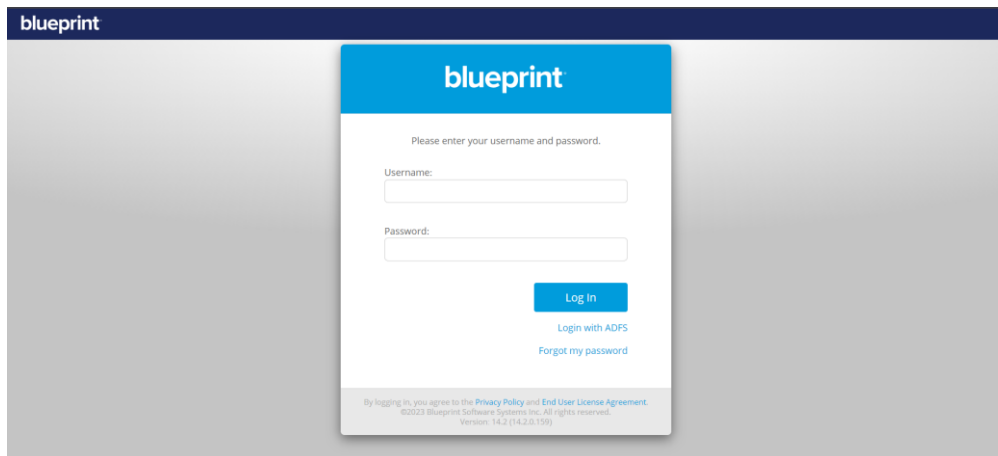 blueprint
blueprint
Please enter your username and password.
Username:
Password:
Log In
Login with ADFS
Forgot my password
By logging in, you agree to the Privacy Policy and End User License Agreement.
©2023 Blueprint Software Systems Inc. All rights reserved.
Version: 14.2 (14.2.0.159)